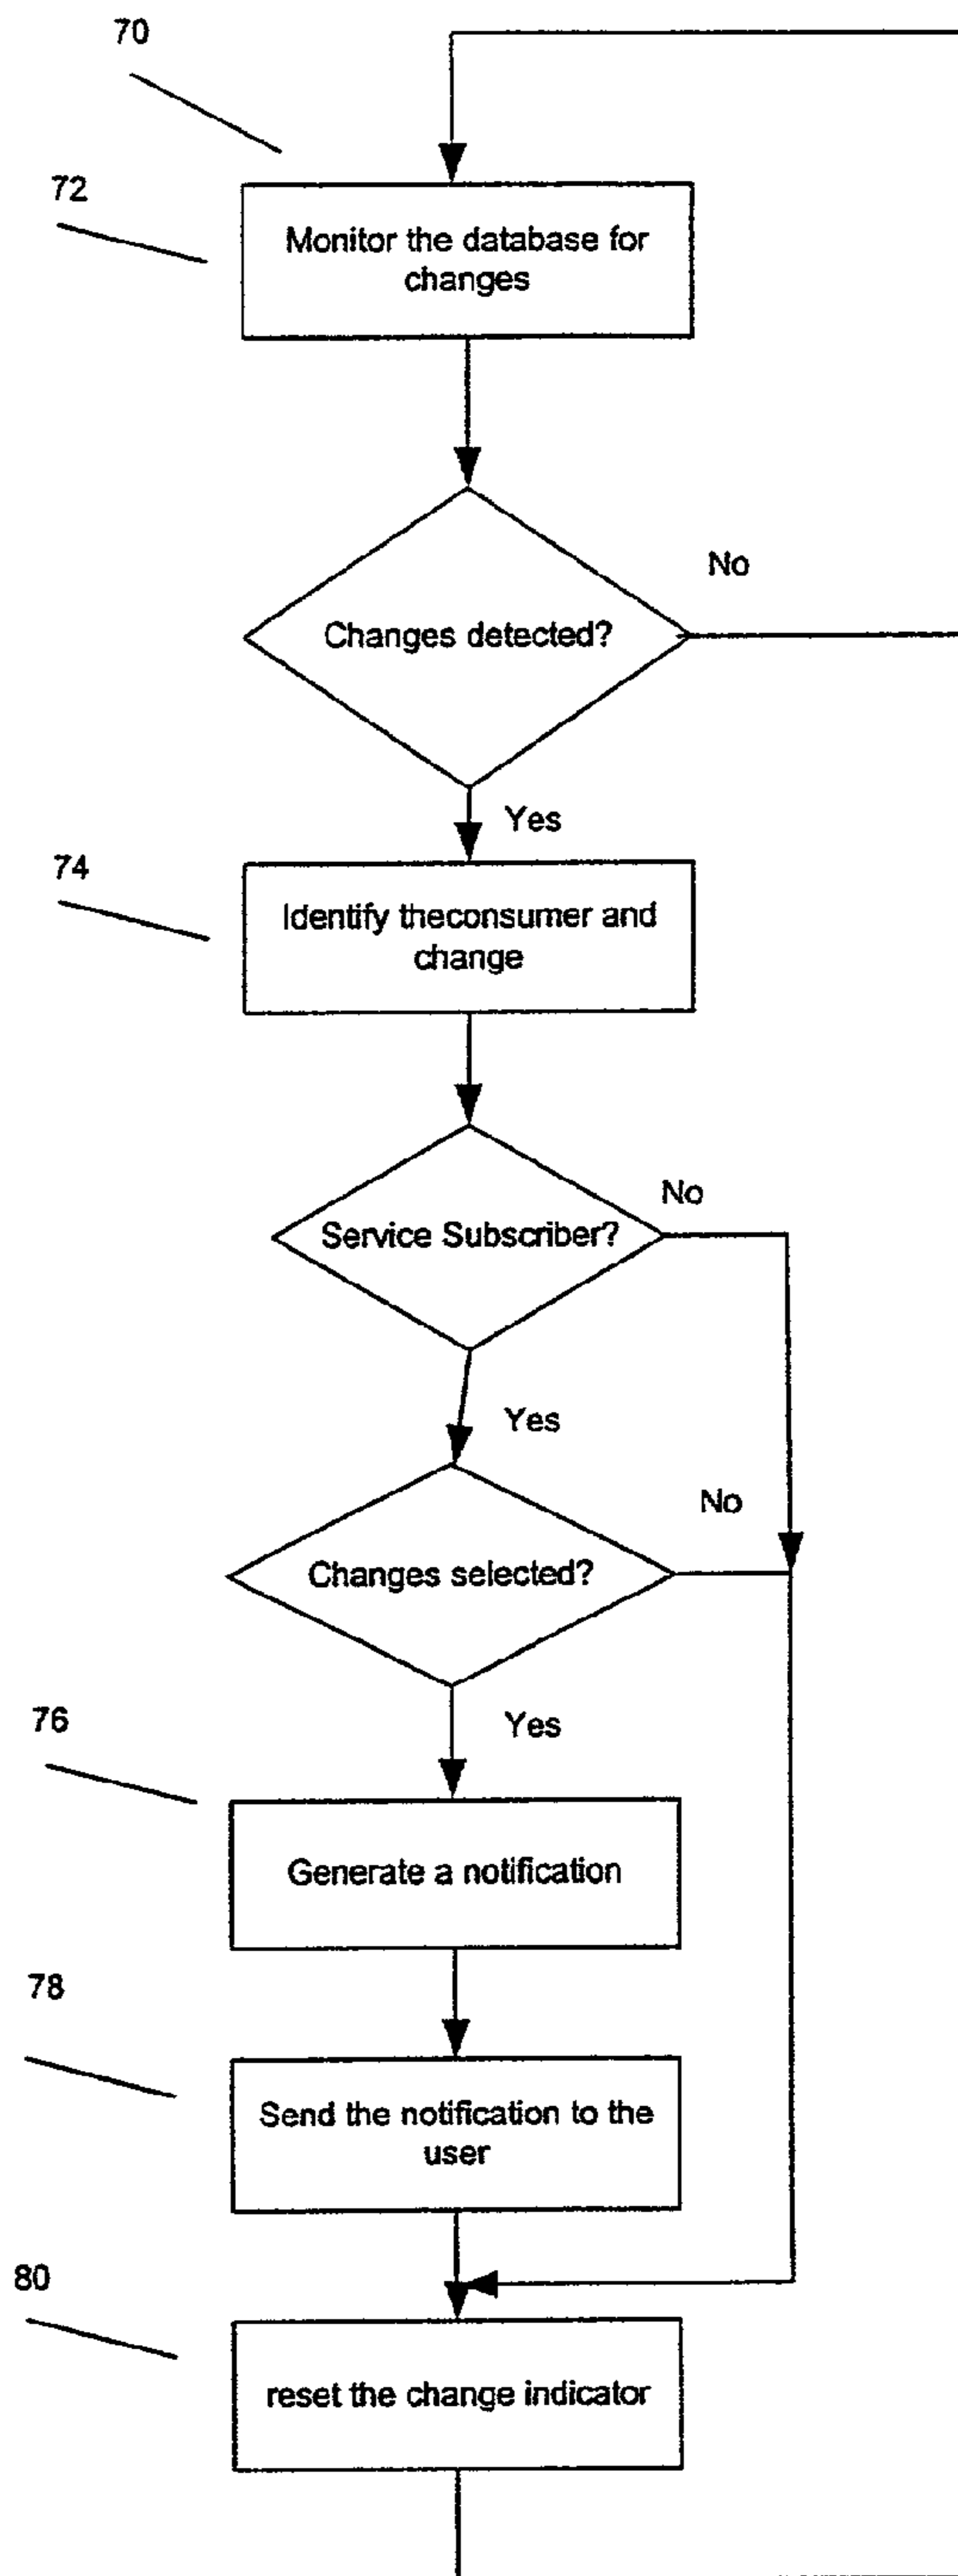 70
72
Monitor the database for
changes
No
Changes detected?
Yes
74
Identify theconsumer and
change
No
Service Subscriber?
Yes
No
Changes selected?
Yes
76
Generate a notification
78
Send the notification to the
user
80
reset the change indicator